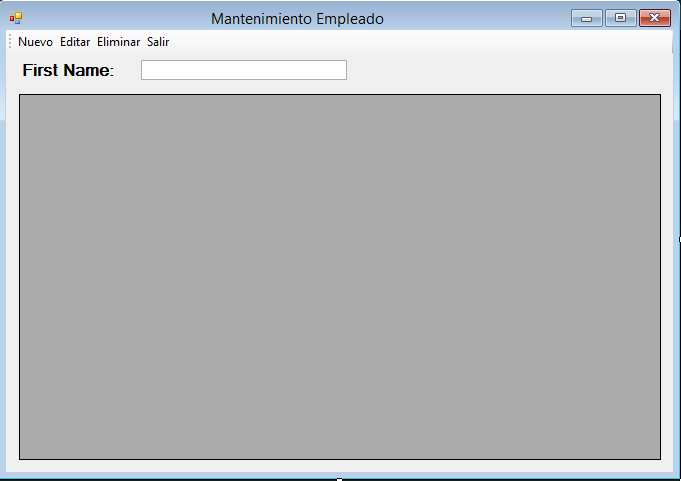 Mantenimiento Empleado
Nuevo Editar Eliminar Salir
First Name: